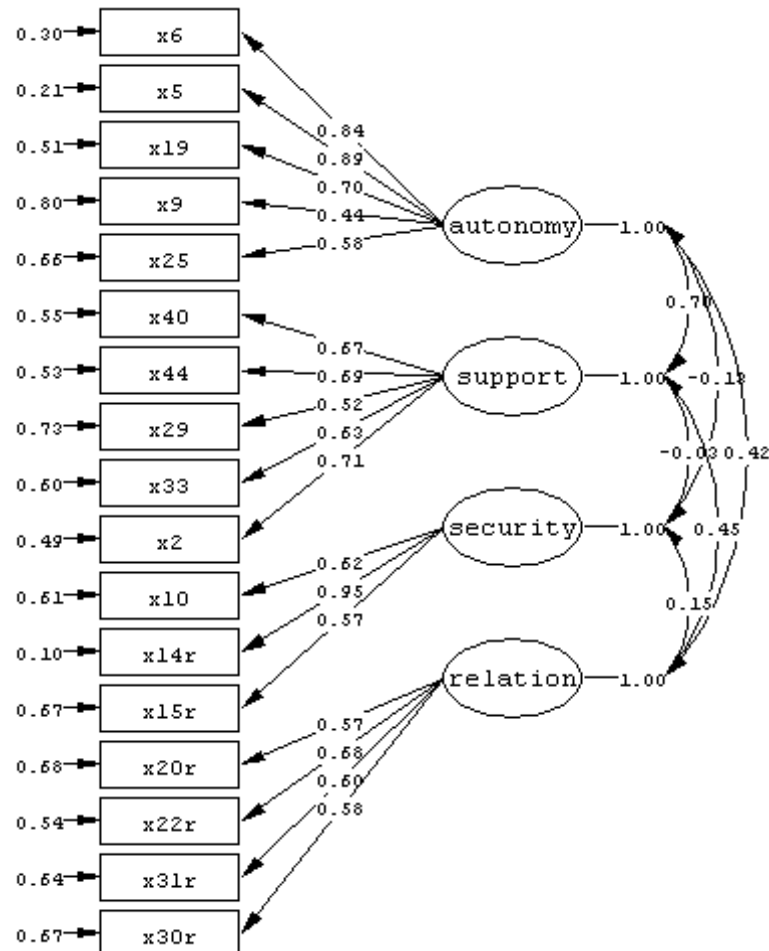 0.30 x6
0.21 x5
0.84
0.51 x19
0.89
0.70
0.80 x9
0.44 autonomy 1.00
0.58
0.66 x25
0.70
0.55 x40
0.67
0.53 x44 0.69 support 1.00 -0.12
0.52
0.73 x29
0.63
0.71 -0.03 0.42
0.60 x33
0.49 x2 security 1.00 0.45
0.62
0.61 x10
0.95 0.15
0.57
0.10 x14r
relation 1.00
0.67 x15r
0.57
0.68 x20r
0.68
0.60
0.58
0.54 x22r
0.64 x31r
0.67 x30r